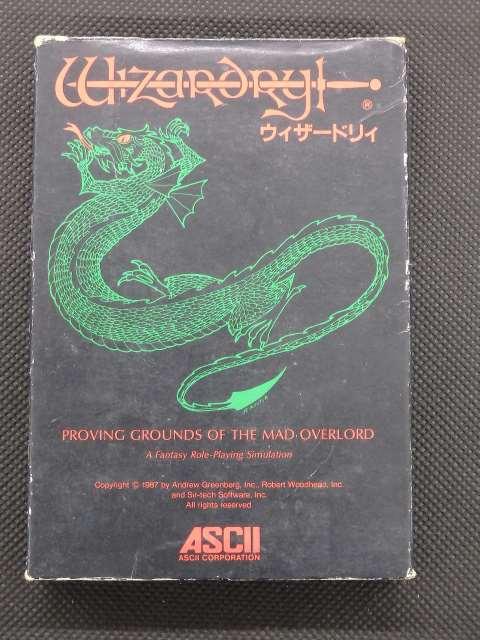 Wizardry
®
ウィザードリィ
PROVING GROUNDS OF THE MAD OVERLORD
A Fantasy Role-Playing Simulation
Copyright © 1987 by Andrew Greenberg, Inc., Robert Woodhead, Inc.
and Sir-tech Software, Inc.
All rights reserved
ASCII
ASCII CORPORATION